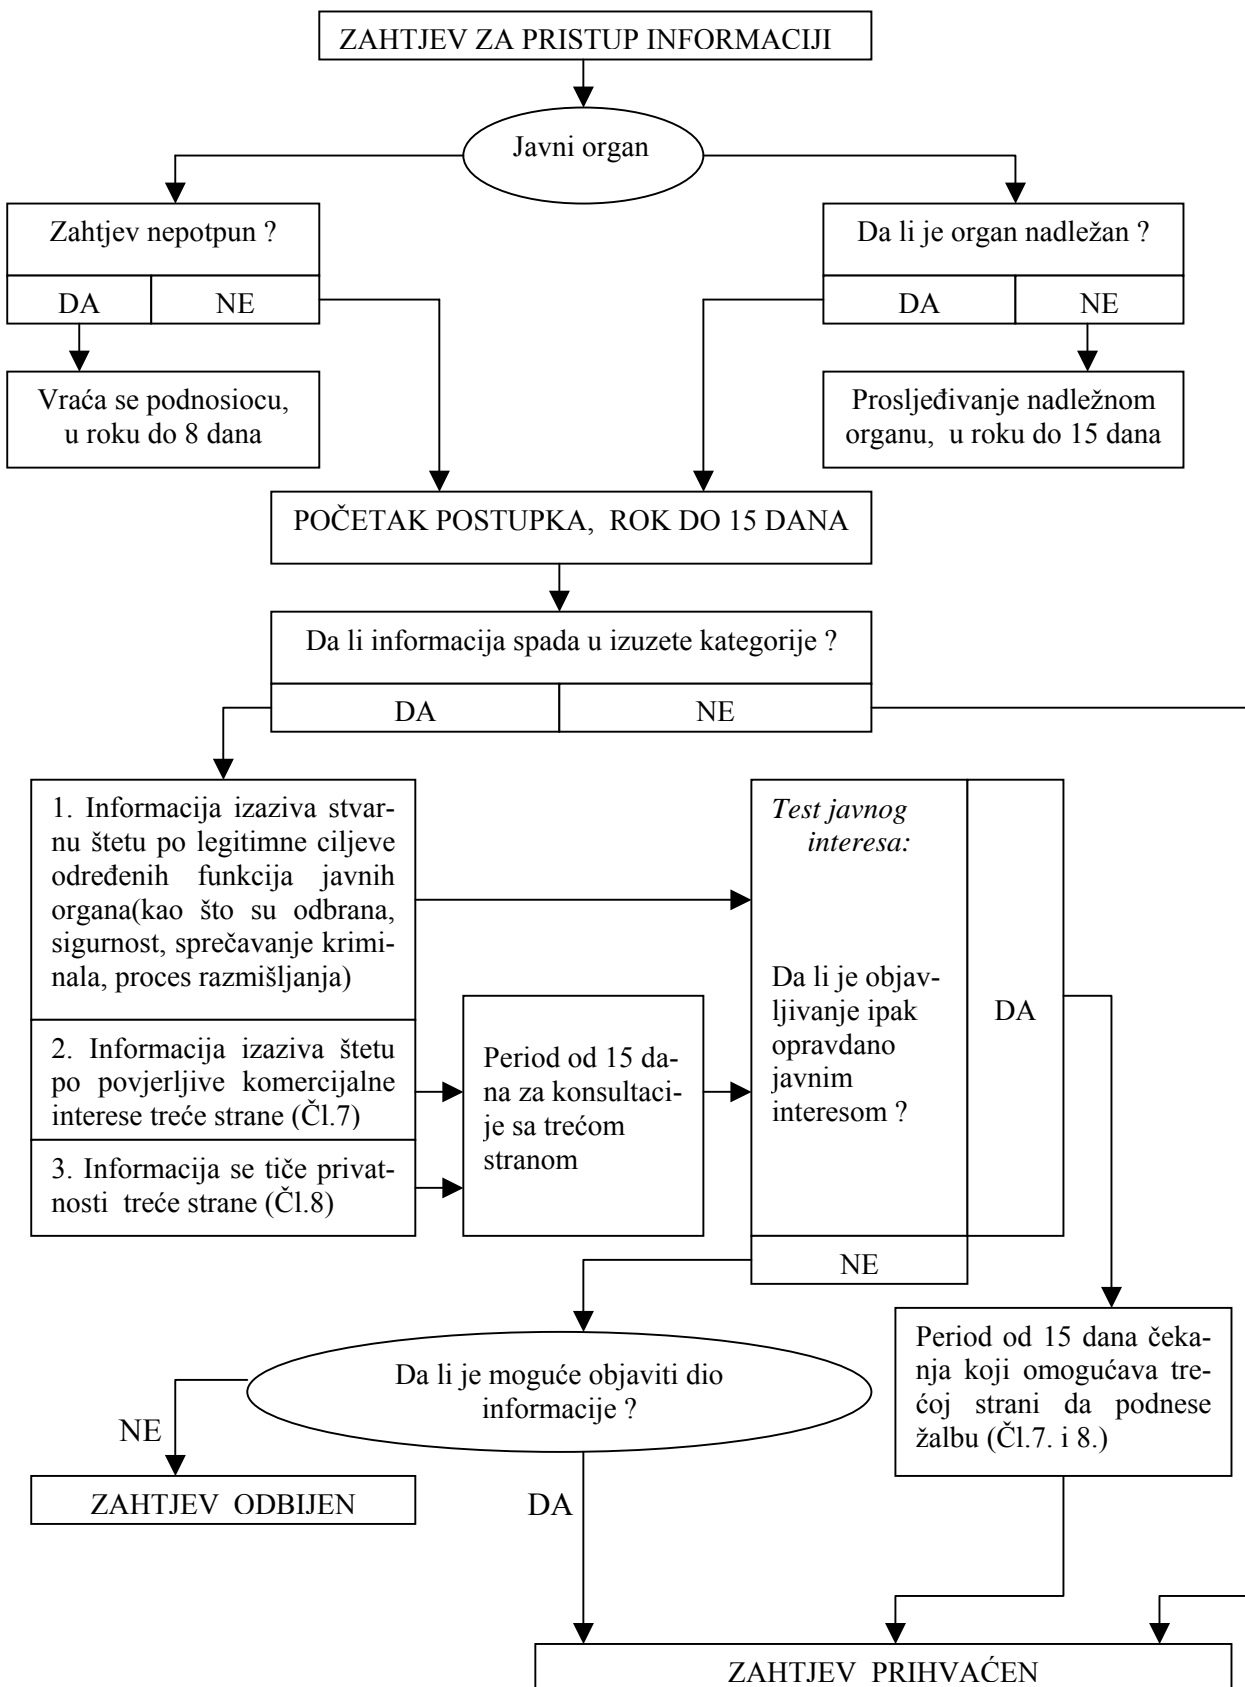 ZAHTJEV ZA PRISTUP INFORMACIJI
Javni organ
Zahtjev nepotpun ?
DA
NE
Da li je organ nadležan ?
DA
NE
Vraća se podnosiocu,
u roku do 8 dana
Prosljeđivanje nadležnom
organu, u roku do 15 dana
POČETAK POSTUPKA, ROK DO 15 DANA
Da li informacija spada u izuzete kategorije ?
DA
NE
1. Informacija izaziva stvar-
nu štetu po legitimne ciljeve
određenih funkcija javnih
organa(kao što su odbrana,
sigurnost, sprečavanje krimi-
nala, proces razmišljanja)
2. Informacija izaziva štetu
po povjerljive komercijalne
interese treće strane (Čl.7)
3. Informacija se tiče privat-
nosti treće strane (Čl.8)
Period od 15 da-
na za konsultaci-
je sa trećom
stranom
Test javnog
interesa:
Da li je objav-
ljivanje ipak
opravdano
javnim
interesom ?
DA
NE
Period od 15 dana čeka-
nja koji omogućava tre-
ćoj strani da podnese
žalbu (Čl.7. i 8.)
Da li je moguće objaviti dio
informacije ?
NE
ZAHTJEV ODBIJEN
DA
ZAHTJEV PRIHVAĆEN